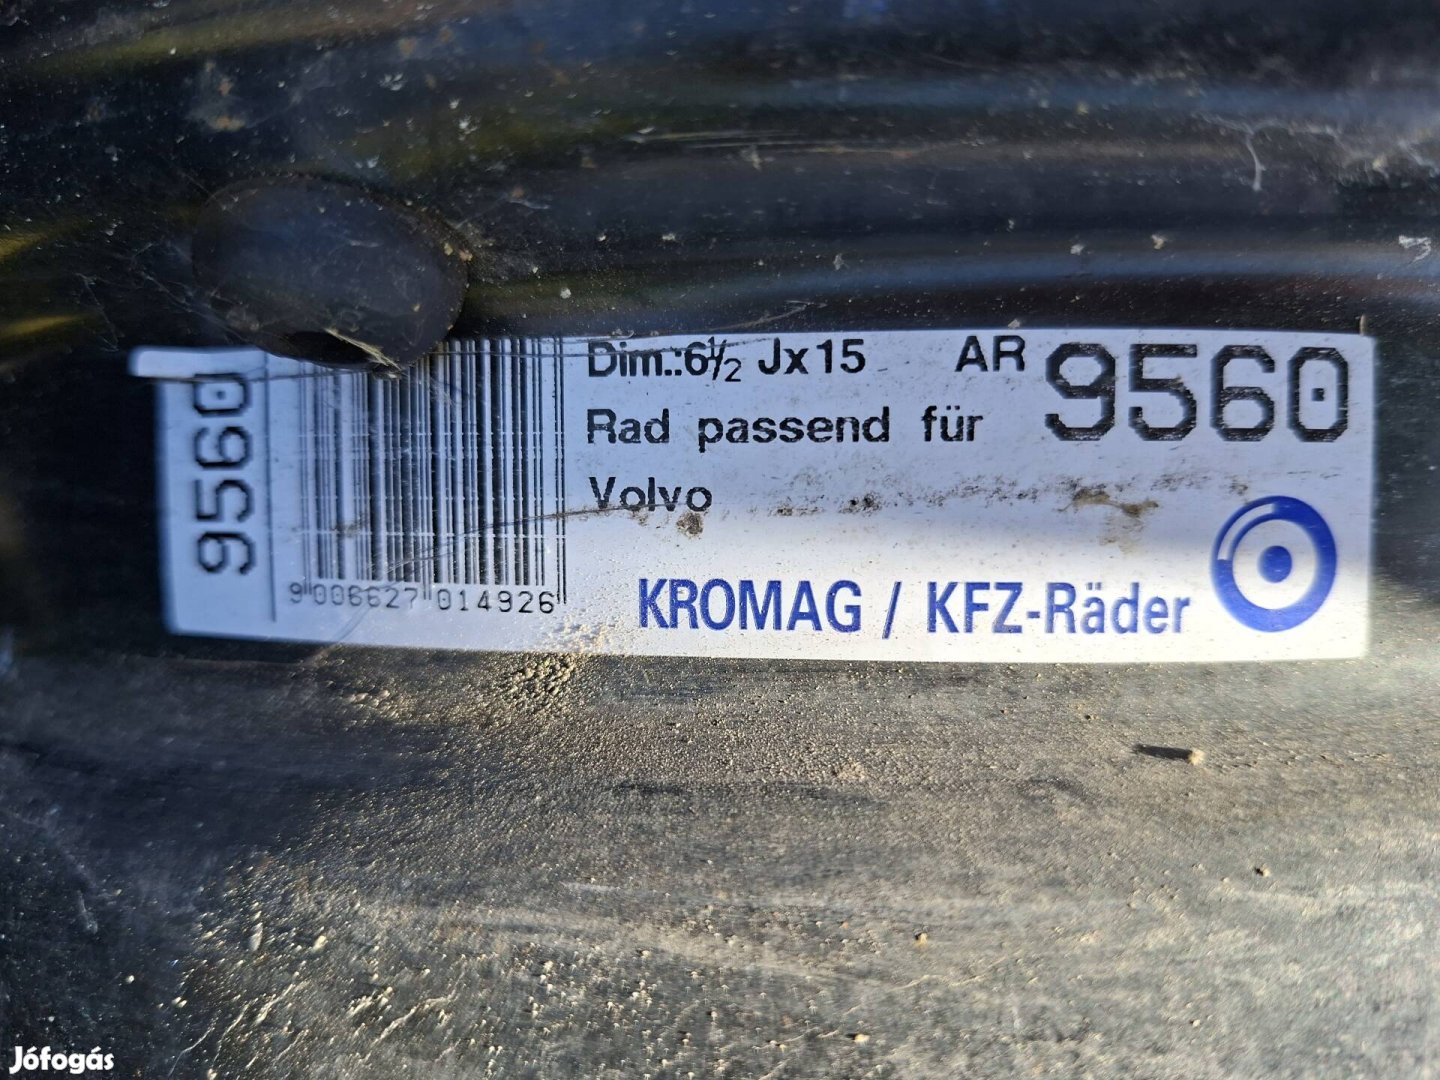 Dim.:6½ Jx15 AR 9560
Rad passend für
Volvo
9560
9 006627 014926
KROMAG / KFZ-Räder
Jófogás